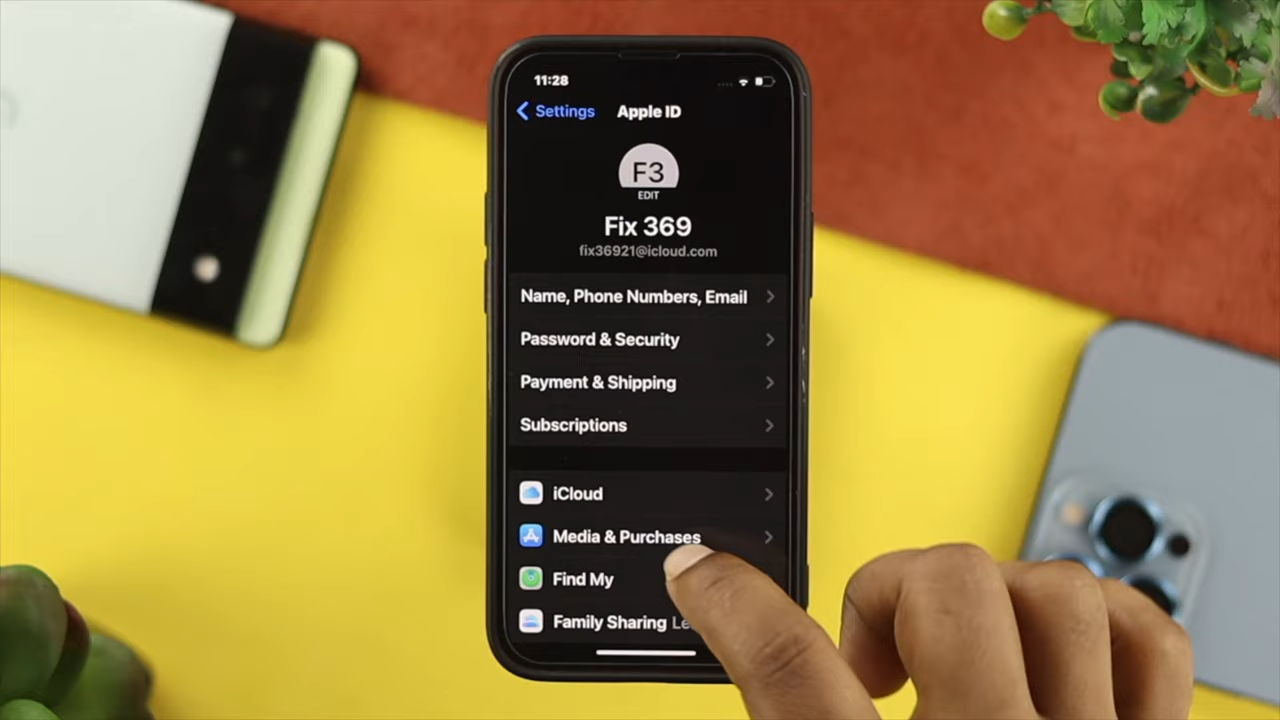 11:28
Settings
Apple ID
F3
EDIT
Fix 369
fix36921@icloud.com
Name, Phone Numbers, Email
Password & Security
Payment & Shipping
Subscriptions
iCloud
Media & Purchases
Find My
Family Sharing